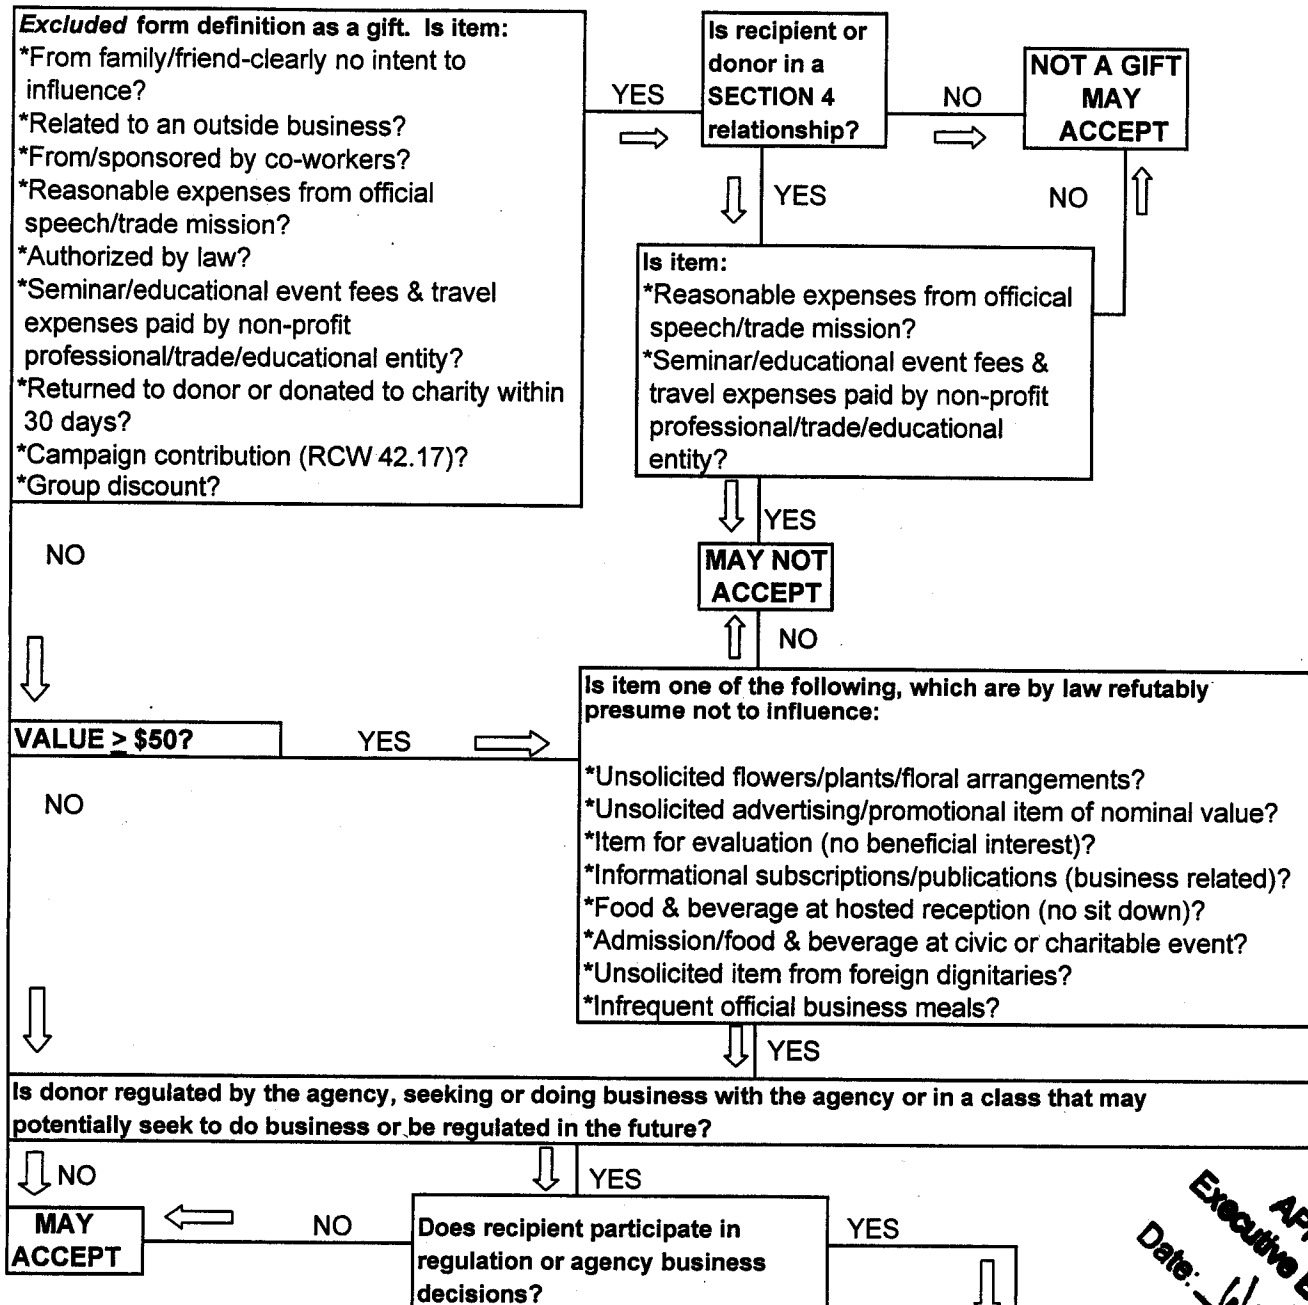 Excluded form definition as a gift. Is item:
*From family/friend-clearly no intent to
influence?
*Related to an outside business?
*From/sponsored by co-workers?
*Reasonable expenses from official
speech/trade mission?
*Authorized by law?
*Seminar/educational event fees & travel
expenses paid by non-profit
professional/trade/educational entity?
*Returned to donor or donated to charity within
30 days?
*Campaign contribution (RCW 42.17)?
*Group discount?
YES
Is recipient or
donor in a
SECTION 4
relationship?
NO
NOT A GIFT
MAY
ACCEPT
YES
NO
Is item:
*Reasonable expenses from officical
speech/trade mission?
*Seminar/educational event fees &
travel expenses paid by non-profit
professional/trade/educational
entity?
YES
MAY NOT
ACCEPT
NO
NO
VALUE ≥ $50?
YES
Is item one of the following, which are by law refutably
presume not to influence:
*Unsolicited flowers/plants/floral arrangements?
*Unsolicited advertising/promotional item of nominal value?
*Item for evaluation (no beneficial interest)?
*Informational subscriptions/publications (business related)?
*Food & beverage at hosted reception (no sit down)?
*Admission/food & beverage at civic or charitable event?
*Unsolicited item from foreign dignitaries?
*Infrequent official business meals?
NO
YES
Is donor regulated by the agency, seeking or doing business with the agency or in a class that may
potentially seek to do business or be regulated in the future?
NO
YES
MAY
ACCEPT
NO
Does recipient participate in
regulation or agency business
decisions?
YES
Executive
Date: